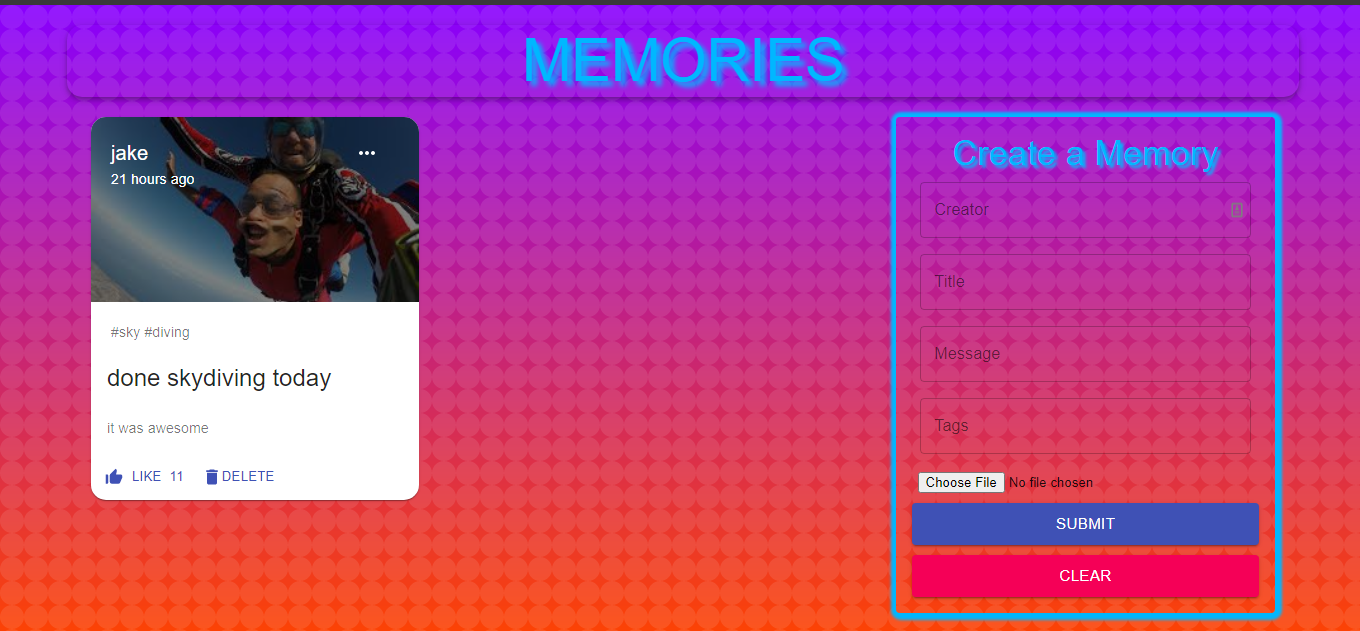 MEMORIES
jake
21 hours ago
#sky #diving
done skydiving today
it was awesome
LIKE 11 DELETE
Create a Memory
Creator
Title
Message
Tags
Choose File No file chosen
SUBMIT
CLEAR